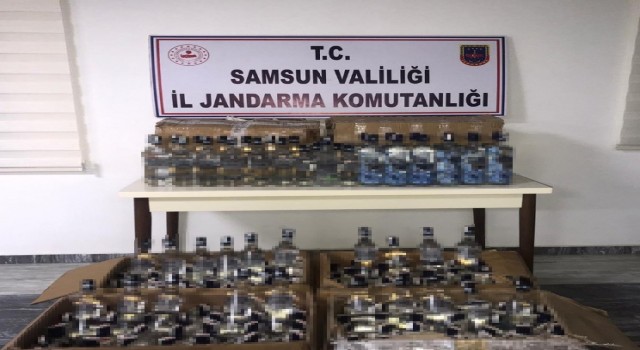 T.C.
SAMSUN VALİLİĞİ
İL JANDARMA KOMUTANLIĞI